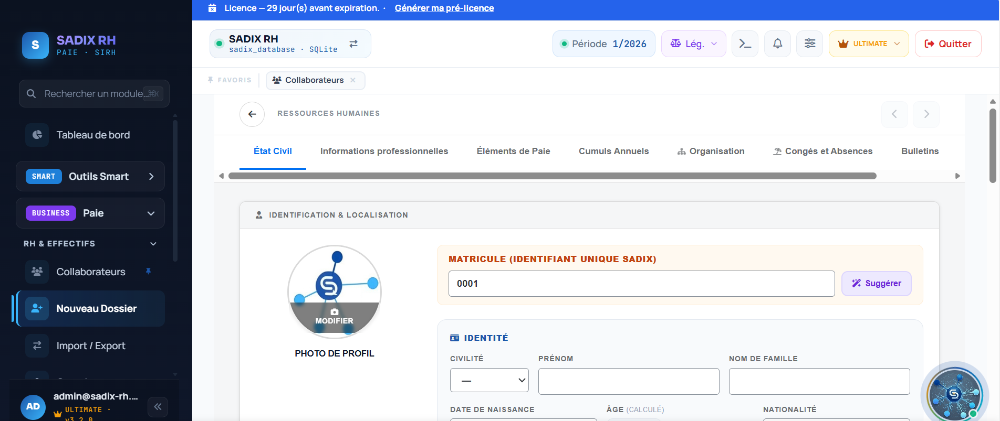 Licence – 29 jour(s) avant expiration. · Générer ma pré-licence
S SADIX RH
PAIE · SIRH
Rechercher un module... ⌘K
Tableau de bord
SMART Outils Smart
BUSINESS Paie
RH & EFFECTIFS
Collaborateurs
Nouveau Dossier
Import / Export
AD admin@sadix-rh....
ULTIMATE ·
v3.2.0
SADIX RH
sadix_database · SQLite
Période 1/2026
Lég.
ULTIMATE
Quitter
FAVORIS
Collaborateurs
RESSOURCES HUMAINES
État Civil Informations professionnelles Éléments de Paie Cumuls Annuels Organisation Congés et Absences Bulletins
IDENTIFICATION & LOCALISATION
MODIFIER
PHOTO DE PROFIL
MATRICULE (IDENTIFIANT UNIQUE SADIX)
0001 Suggérer
IDENTITÉ
CIVILITÉ PRÉNOM NOM DE FAMILLE
—
DATE DE NAISSANCE ÂGE (CALCULÉ) NATIONALITÉ